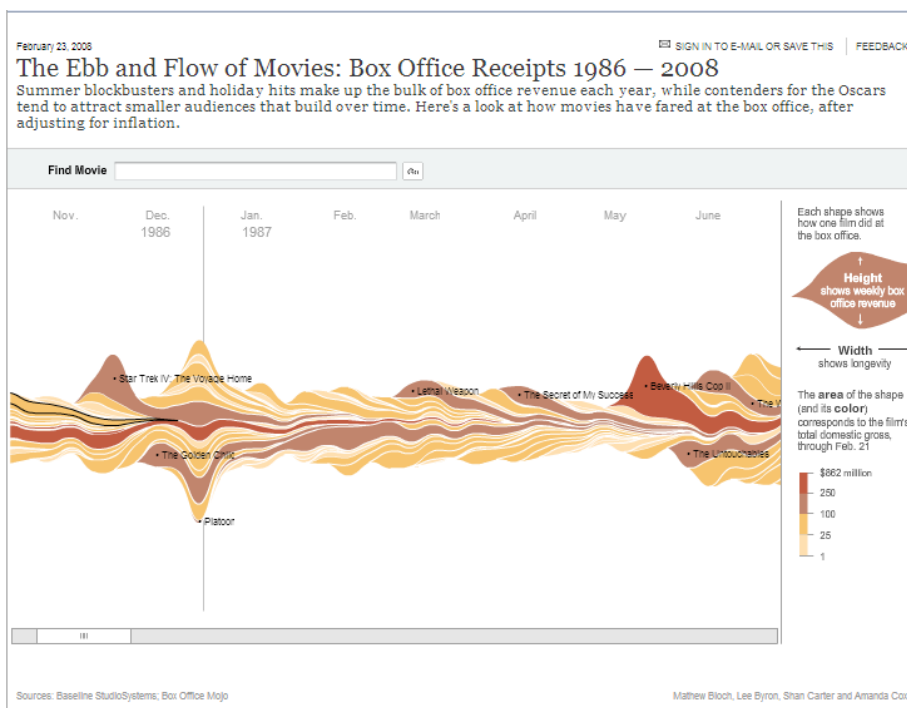 February 23, 2008
SIGN IN TO E-MAIL OR SAVE THIS
FEEDBACK
The Ebb and Flow of Movies: Box Office Receipts 1986 — 2008
Summer blockbusters and holiday hits make up the bulk of box office revenue each year, while contenders for the Oscars
tend to attract smaller audiences that build over time. Here's a look at how movies have fared at the box office, after
adjusting for inflation.
Find Movie
Go
Nov. Dec. Jan. Feb. March April May June
1986 1987
Each shape shows
how one film did at
the box office.
Height
shows weekly box
office revenue
Width
shows longevity
The area of the shape
(and its color)
corresponds to the film's
total domestic gross,
through Feb. 21
$862 million
250
100
25
1
Star Trek IV: The Voyage Home
Lethal Weapon
The Secret of My Success
Beverly Hills Cop II
The W
The Golden Chilc
The Untouchables
Platoon
Sources: Baseline StudioSystems; Box Office Mojo
Mathew Bloch, Lee Byron, Shan Carter and Amanda Cox